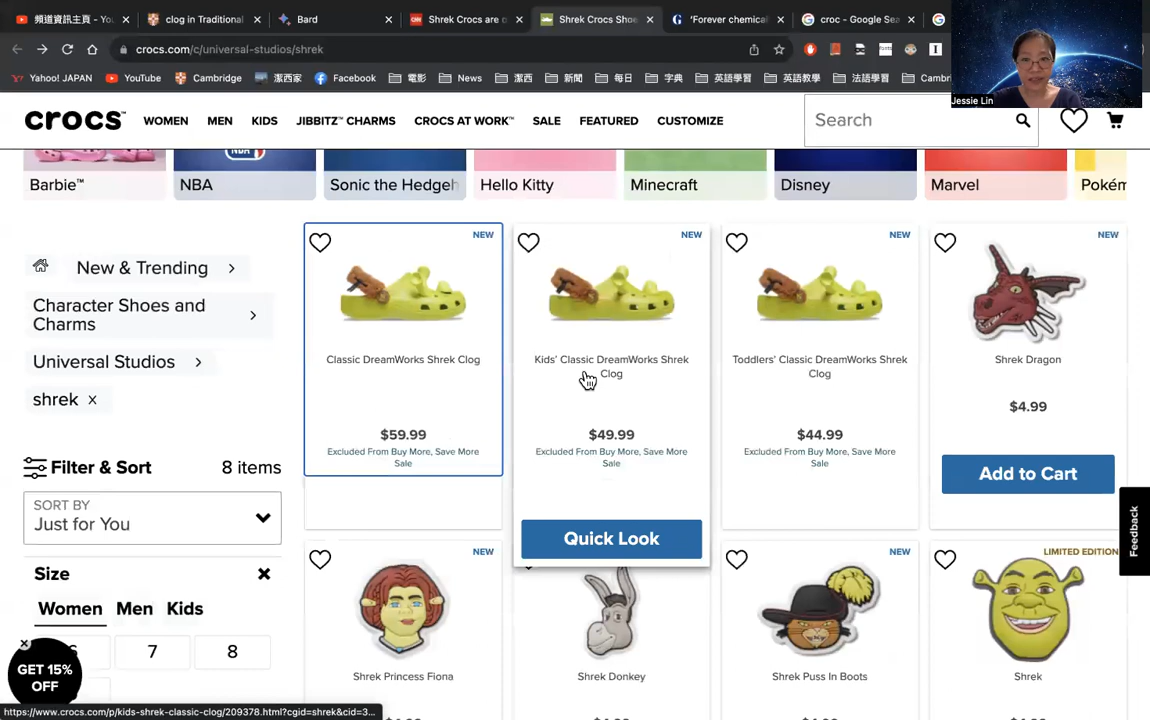 頻道資訊主頁 - Yo
clog in Traditional
Bard
Shrek Crocs are
Shrek Crocs Sho
'Forever chemical
croc - Google Sea
crocs.com/c/universal-studios/shrek
Yahoo! JAPAN
YouTube
Cambridge
潔西家
Facebook
電影
News
潔西
新聞
每日
字典
英語學習
英語教學
法語學習
Jessie Lin
crocs™
WOMEN
MEN
KIDS
JIBBITZ™ CHARMS
CROCS AT WORK™
SALE
FEATURED
CUSTOMIZE
Search
Barbie™
NBA
Sonic the Hedgeh
Hello Kitty
Minecraft
Disney
Marvel
Pokém
New & Trending
Character Shoes and
Charms
Universal Studios
shrek
Filter & Sort
8 items
SORT BY
Just for You
Size
Women
Men
Kids
7
8
GET 15%
OFF
NEW
Classic DreamWorks Shrek Clog
$59.99
Excluded From Buy More, Save More
Sale
NEW
Kids' Classic DreamWorks Shrek
Clog
$49.99
Excluded From Buy More, Save More
Sale
Quick Look
NEW
Toddlers' Classic DreamWorks Shrek
Clog
$44.99
Excluded From Buy More, Save More
Sale
NEW
Shrek Dragon
$4.99
Add to Cart
Feedback
NEW
Shrek Princess Fiona
Shrek Donkey
NEW
Shrek Puss In Boots
LIMITED EDITION
Shrek
https://www.crocs.com/p/kids-shrek-classic-clog/209378.html?cgid=shrek&cid=3...